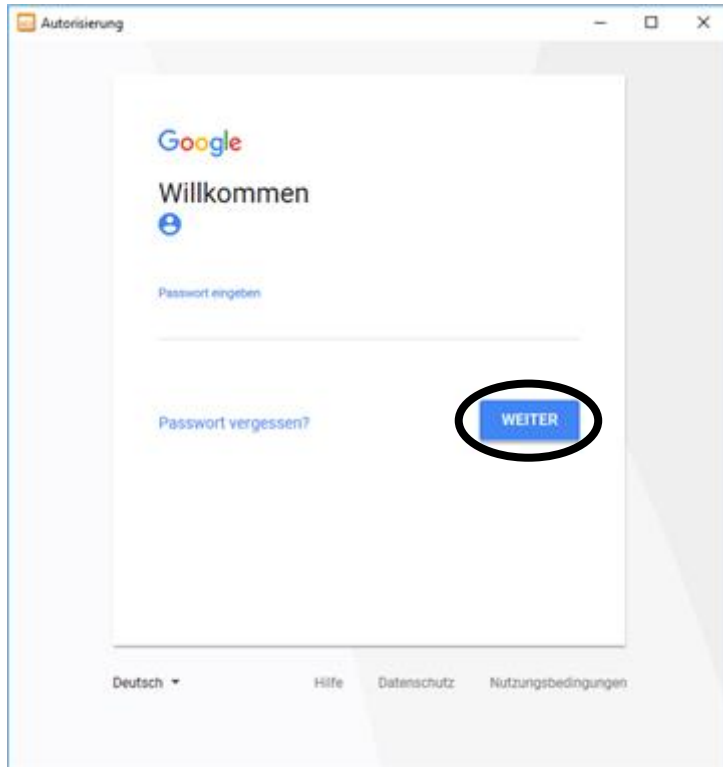 Autorisierung
Google
Willkommen
Passwort eingeben
Passwort vergessen? WEITER
Deutsch Hilfe Datenschutz Nutzungsbedingungen